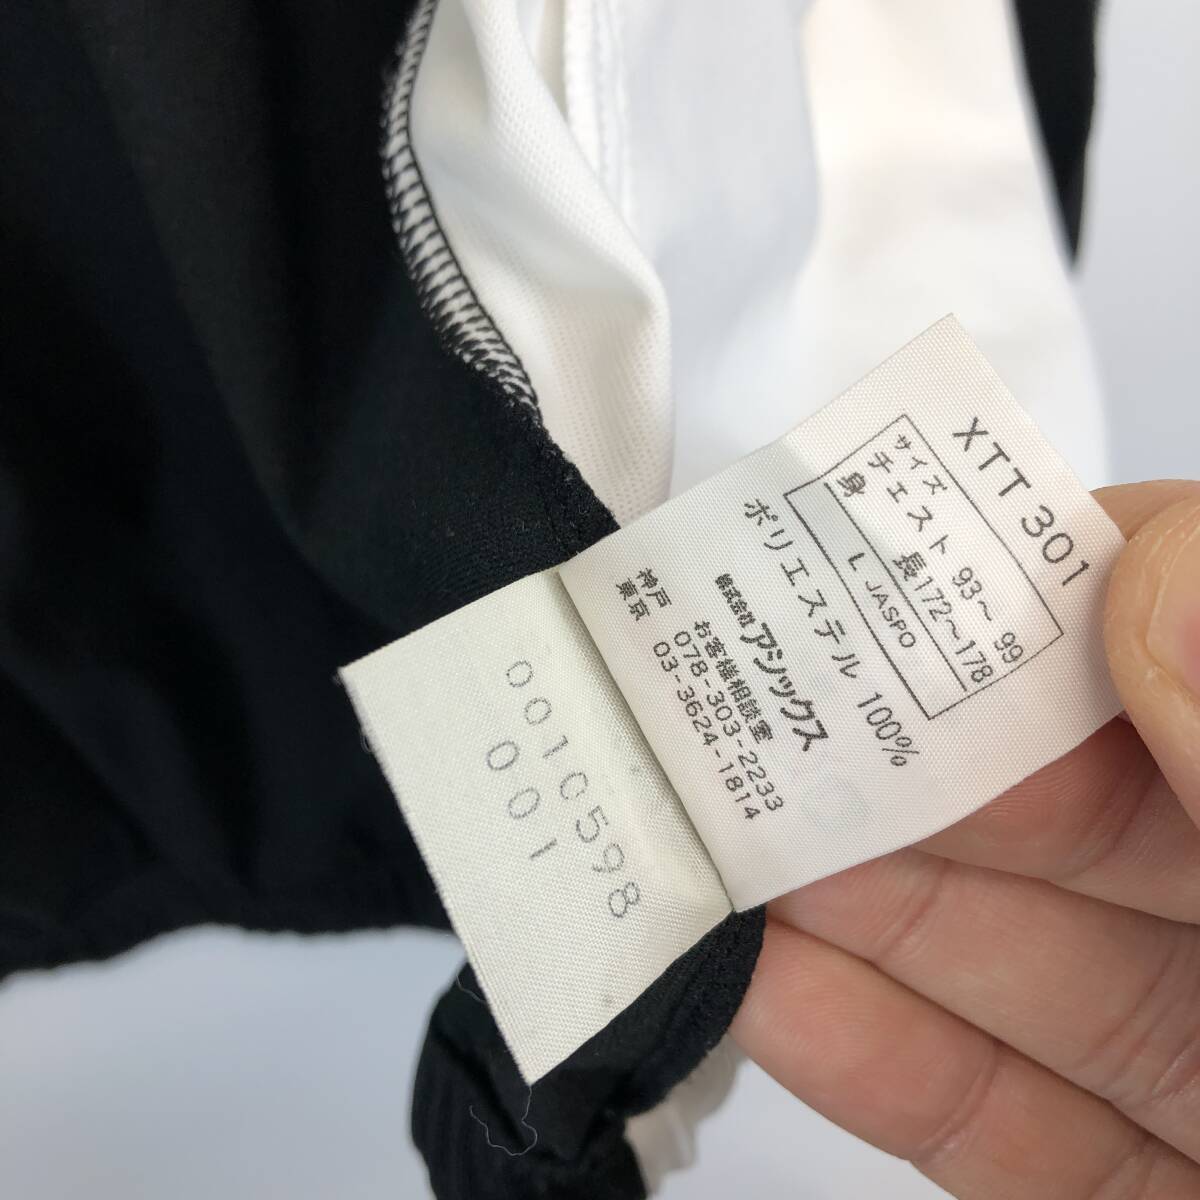 XTT301
サイズ
チェスト 93〜 99
身 長172〜178
L JASPO
ポリエステル 100%
株式会社アシックス
お客様相談室
神戸 078-303-2233
東京 03-3624-1814
0010598
001